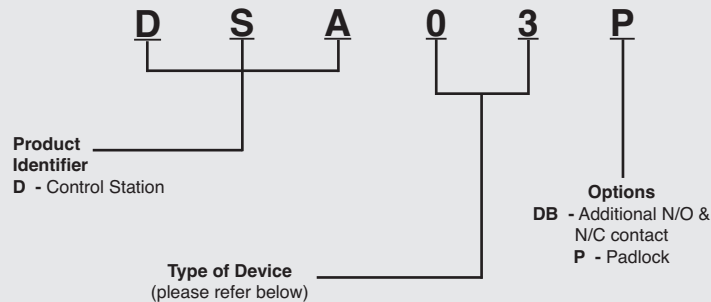 D S A 0 3 P
Product
Identifier
D - Control Station
Options
DB - Additional N/O &
N/C contact
P - Padlock
Type of Device
(please refer below)